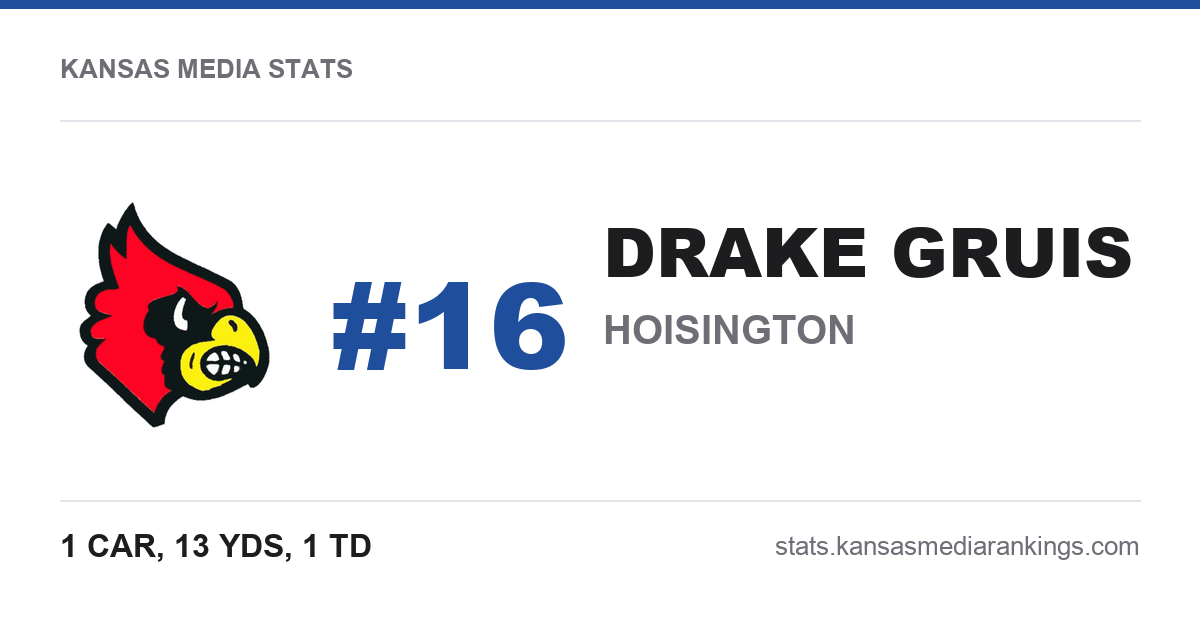 KANSAS MEDIA STATS
#16
DRAKE GRUIS
HOISINGTON
1 CAR, 13 YDS, 1 TD
stats.kansasmediarankings.com